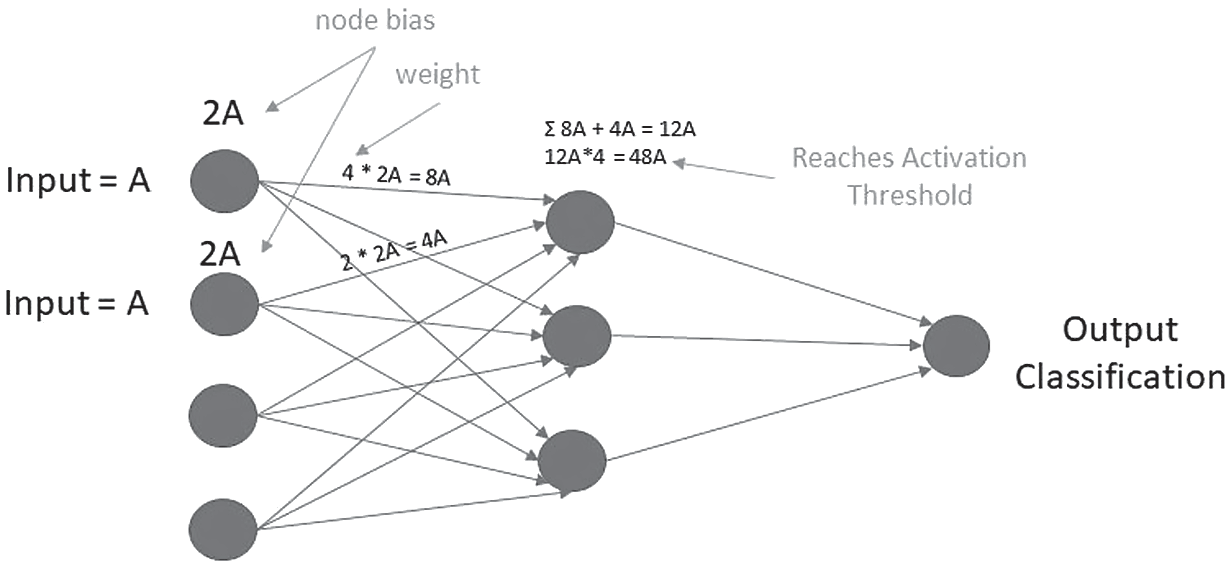 node bias
weight
2A
Σ 8A + 4A = 12A
12A*4 = 48A
Reaches Activation
Threshold
Input = A
4 * 2A = 8A
2A
2 * 2A = 4A
Input = A
Output
Classification